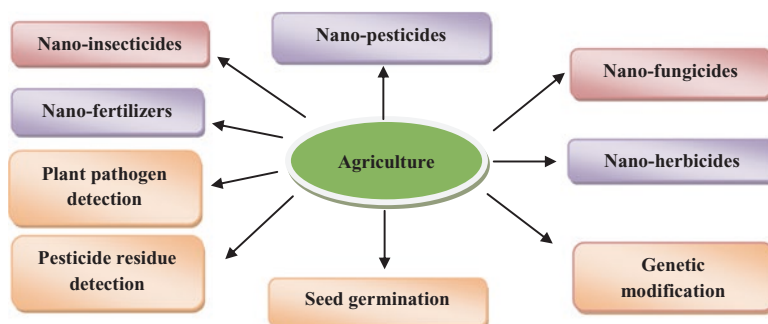 Nano-insecticides
Nano-pesticides
Nano-fungicides
Nano-fertilizers
Agriculture
Nano-herbicides
Plant pathogen
detection
Pesticide residue
detection
Seed germination
Genetic
modification